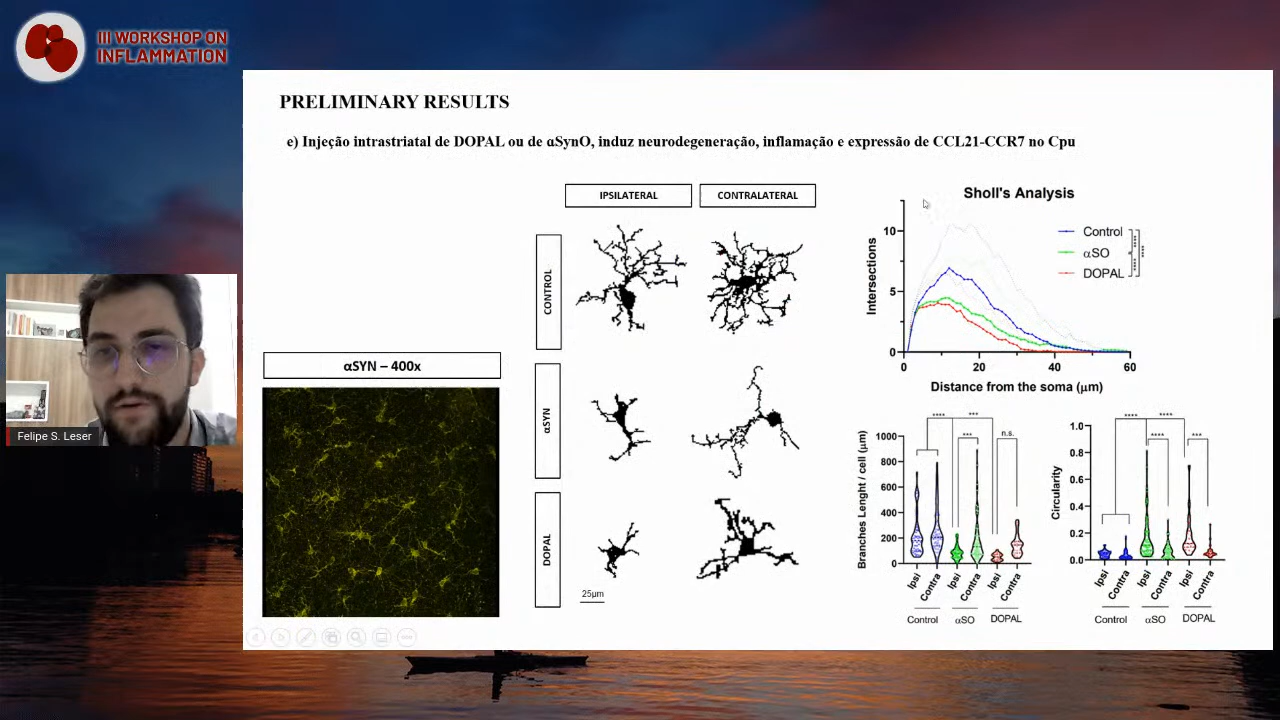 III WORKSHOP ON
INFLAMMATION
PRELIMINARY RESULTS
e) Injeção intrastriatal de DOPAL ou de αSynO, induz neurodegeneração, inflamação e expressão de CCL21-CCR7 no Cpu
IPSILATERAL
CONTRALATERAL
CONTROL
αSYN
DOPAL
25µm
αSYN – 400x
Felipe S. Leser
Sholl's Analysis
Intersections
10
5
0
0 20 40 60
Distance from the soma (µm)
Control
αSO
DOPAL
****
*
****
****
Branches Lenght / cell (µm)
1000
800
600
400
200
0
**** ***
*** n.s.
Ipsi Contra Ipsi Contra Ipsi Contra
Control αSO DOPAL
Circularity
1.0
0.8
0.6
0.4
0.2
0.0
**** ****
**** ***
Ipsi Contra Ipsi Contra Ipsi Contra
Control αSO DOPAL